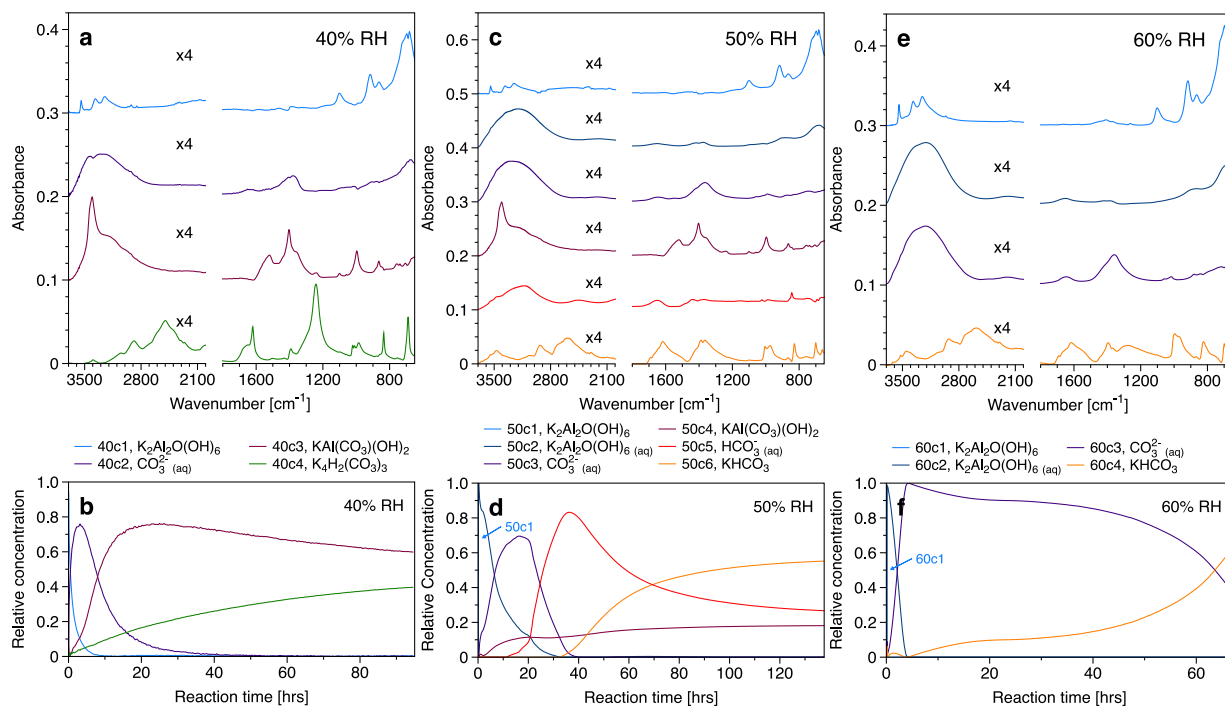 a
40% RH
x4
x4
x4
x4
0.4
0.3
0.2
0.1
0
Absorbance
3500 2800 2100 1600 1200 800
Wavenumber [cm⁻¹]
c
50% RH
x4
x4
x4
x4
0.6
0.5
0.4
0.3
0.2
0.1
0
Absorbance
3500 2800 2100 1600 1200 800
Wavenumber [cm⁻¹]
e
60% RH
x4
x4
x4
x4
0.4
0.3
0.2
0.1
0
Absorbance
3500 2800 2100 1600 1200 800
Wavenumber [cm⁻¹]
40c1, K₂Al₂O(OH)₆
40c2, CO₃²⁻ (aq)
40c3, KAl(CO₃)(OH)₂
40c4, K₄H₂(CO₃)₃
50c1, K₂Al₂O(OH)₆
50c2, K₂Al₂O(OH)₆ (aq)
50c3, CO₃²⁻ (aq)
50c4, KAl(CO₃)(OH)₂
50c5, HCO₃⁻ (aq)
50c6, KHCO₃
60c1, K₂Al₂O(OH)₆
60c2, K₂Al₂O(OH)₆ (aq)
60c3, CO₃²⁻ (aq)
60c4, KHCO₃
b
40% RH
1.0
0.8
0.6
0.4
0.2
0
Relative concentration
0 20 40 60 80
Reaction time [hrs]
d
50% RH
50c1
1.0
0.8
0.6
0.4
0.2
0
Relative Concentration
0 20 40 60 80 100 120
Reaction time [hrs]
f
60% RH
60c1
1.0
0.8
0.6
0.4
0.2
0
Relative concentration
0 20 40 60
Reaction time [hrs]